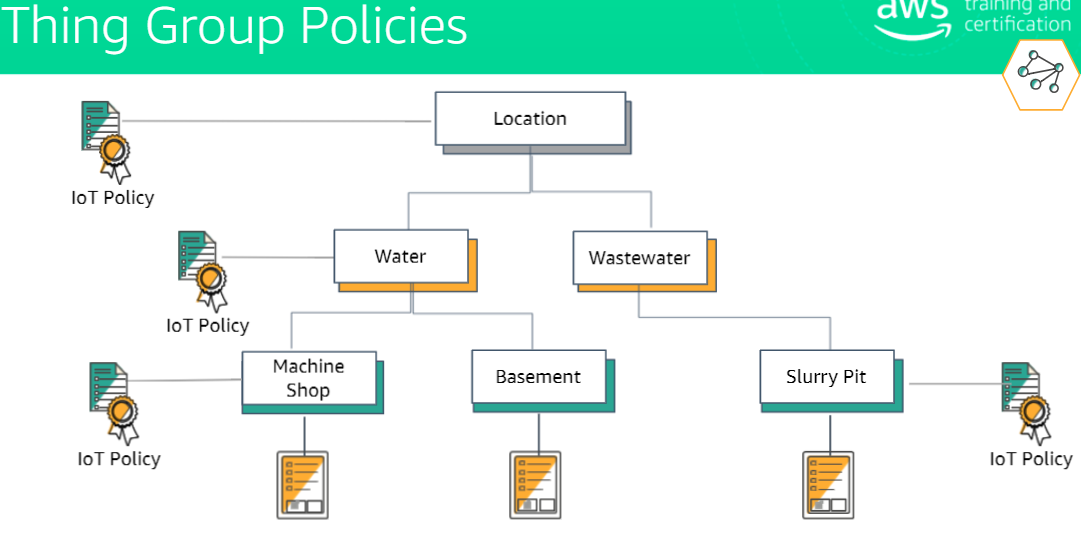 Thing Group Policies
aws
training and
certification
Location
IoT Policy
Water
Wastewater
IoT Policy
Machine
Shop
Basement
Slurry Pit
IoT Policy
IoT Policy